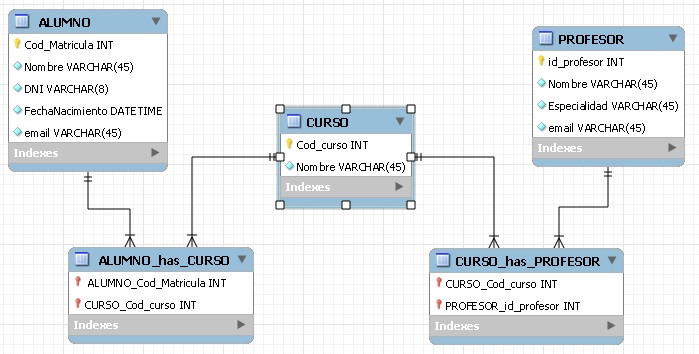 ALUMNO
Cod_Matricula INT
Nombre VARCHAR(45)
DNI VARCHAR(8)
FechaNacimiento DATETIME
email VARCHAR(45)
Indexes
PROFESOR
id_profesor INT
Nombre VARCHAR(45)
Especialidad VARCHAR(45)
email VARCHAR(45)
Indexes
CURSO
Cod_curso INT
Nombre VARCHAR(45)
Indexes
ALUMNO_has_CURSO
ALUMNO_Cod_Matricula INT
CURSO_Cod_curso INT
Indexes
CURSO_has_PROFESOR
CURSO_Cod_curso INT
PROFESOR_id_profesor INT
Indexes